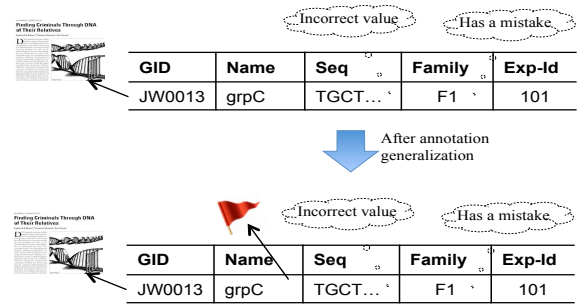 Incorrect value
Has a mistake
Finding Criminals Through DNA
of Their Relatives
GID Name Seq Family Exp-Id
JW0013 grpC TGCT… F1 101
After annotation
generalization
Incorrect value
Has a mistake
Finding Criminals Through DNA
of Their Relatives
GID Name Seq Family Exp-Id
JW0013 grpC TGCT… F1 101